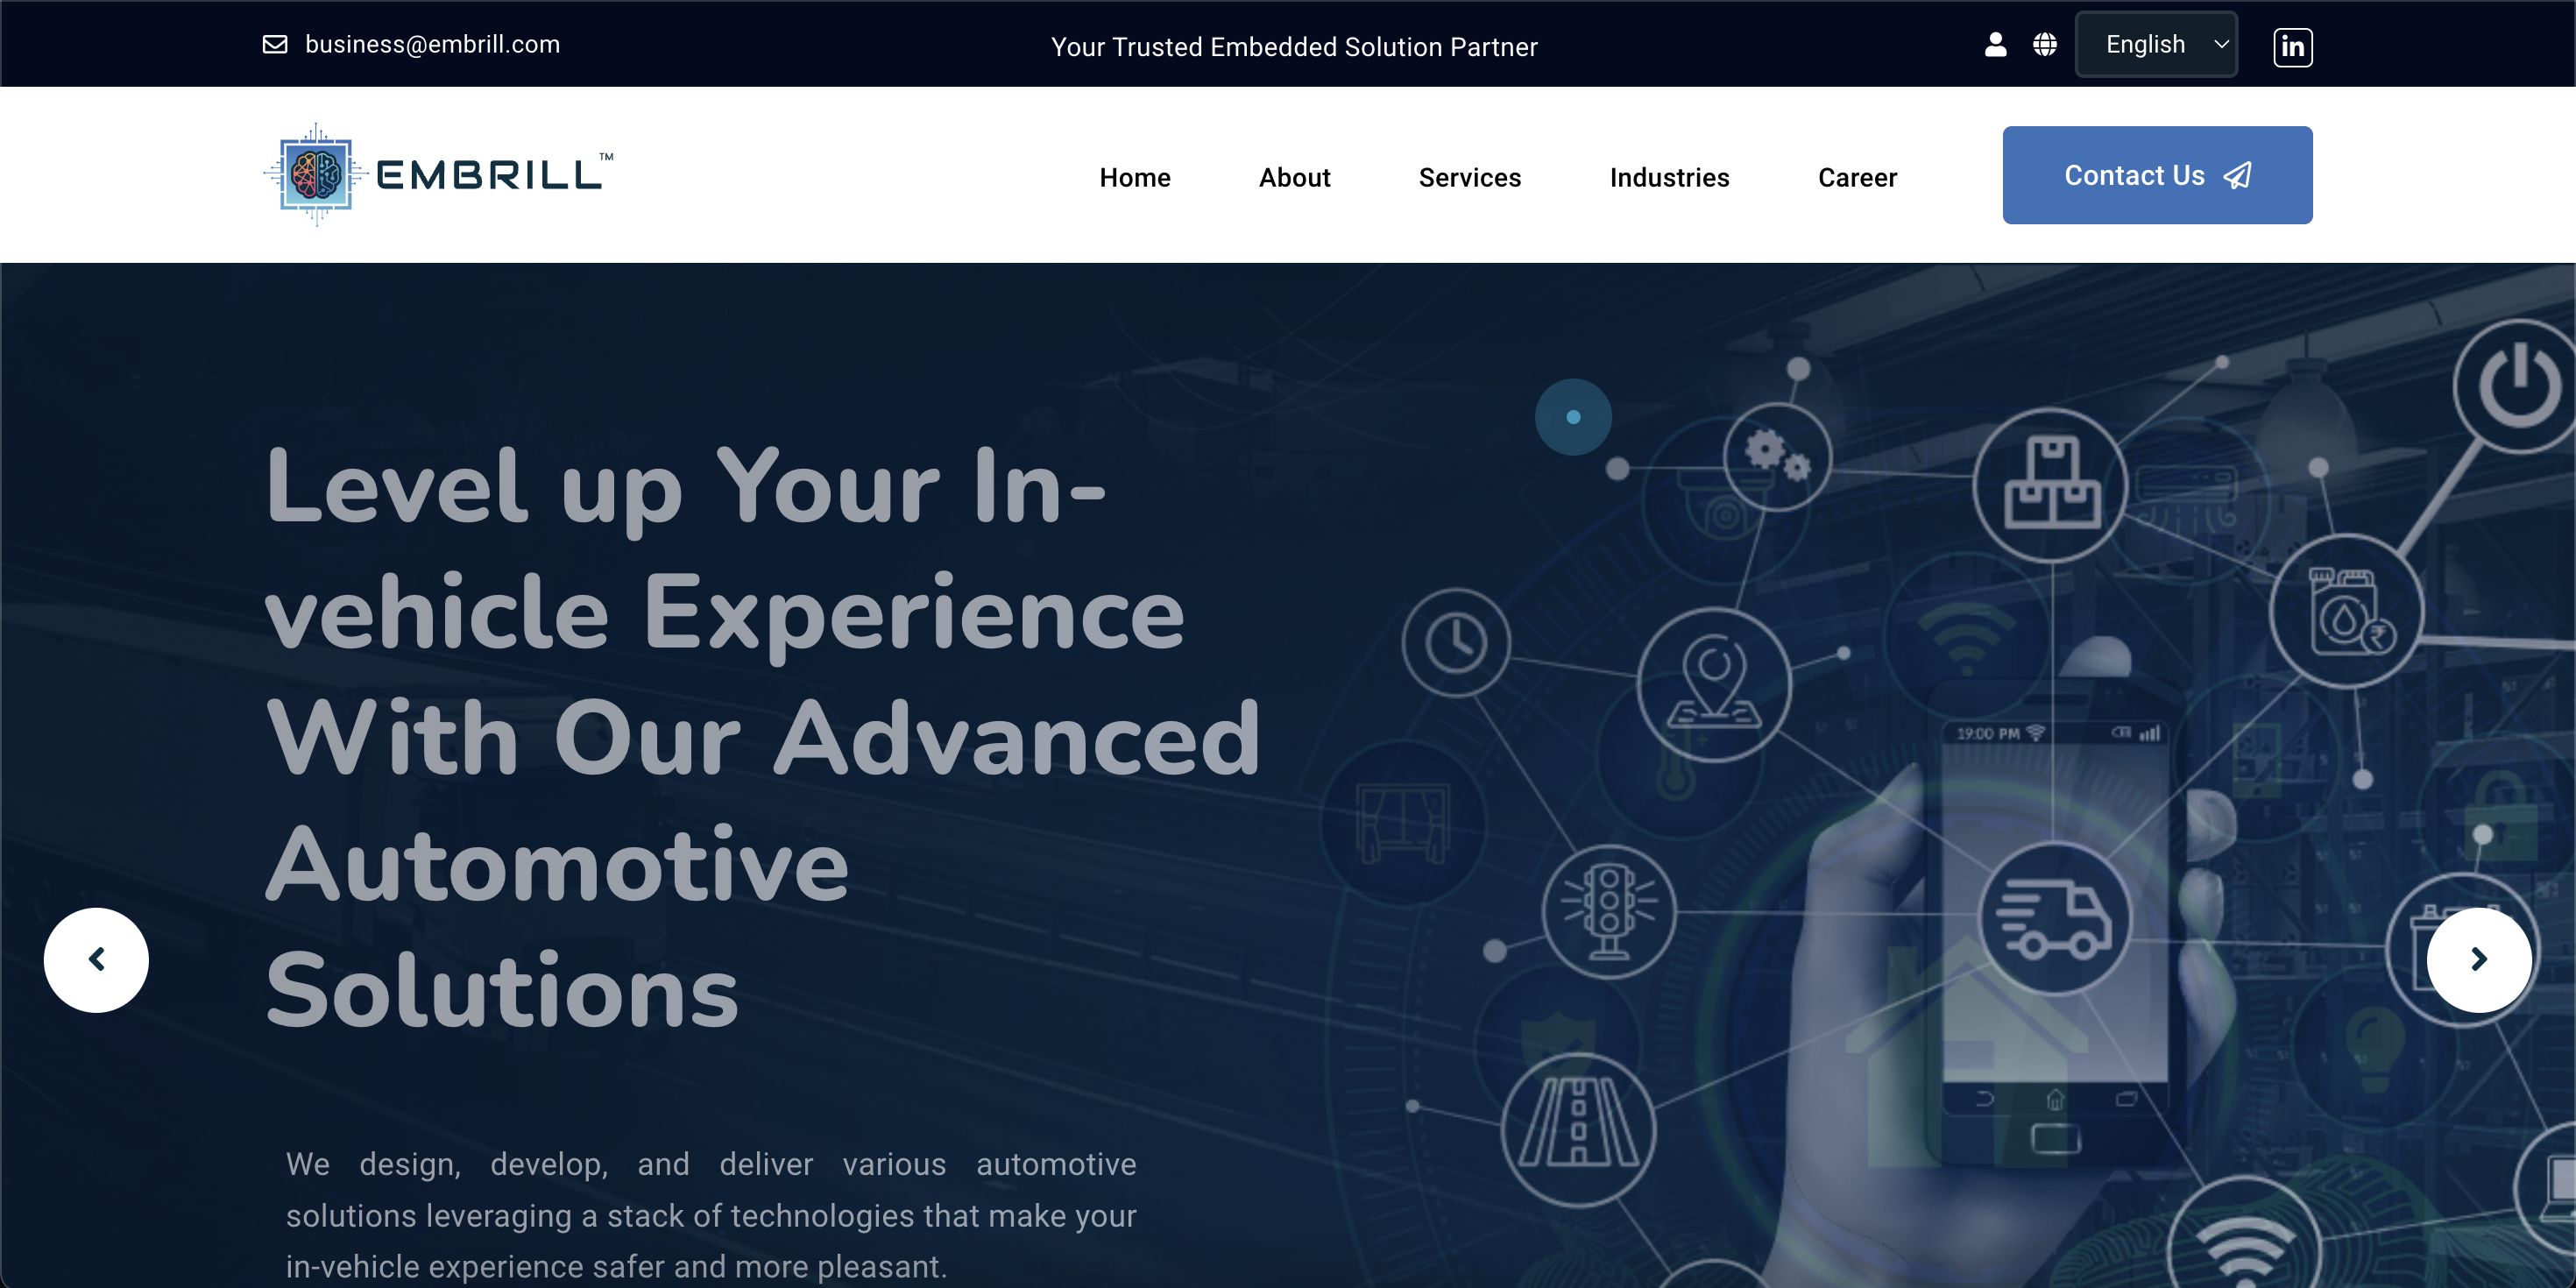 business@embrill.com
Your Trusted Embedded Solution Partner
English
in
EMBRILL™
Home
About
Services
Industries
Career
Contact Us
Level up Your In-
vehicle Experience
With Our Advanced
Automotive
Solutions
19:00 PM
We design, develop, and deliver various automotive
solutions leveraging a stack of technologies that make your
in-vehicle experience safer and more pleasant.